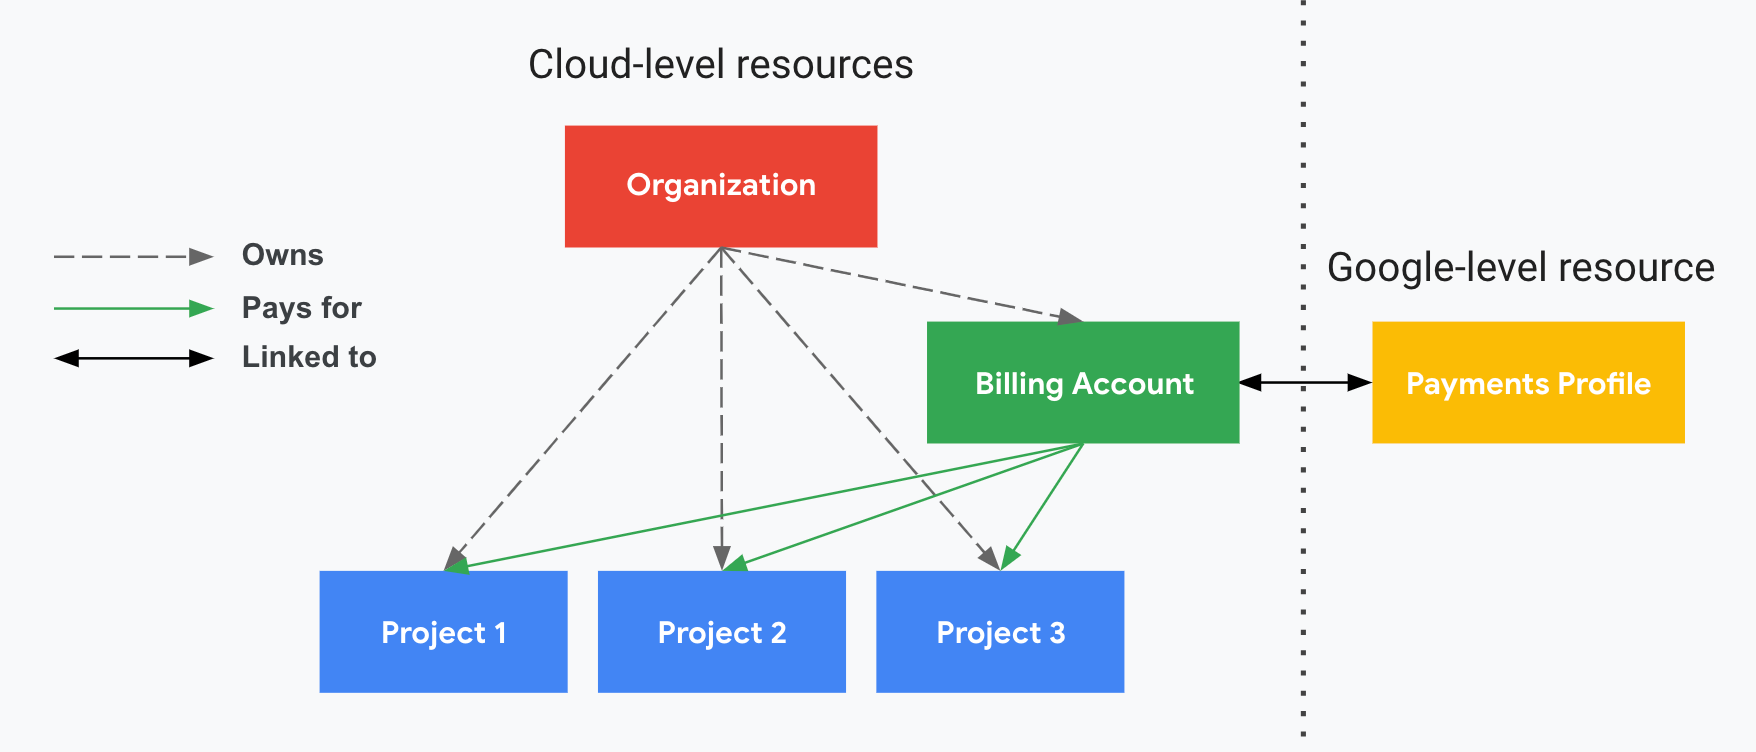 Cloud-level resources
Organization
Owns
Pays for
Linked to
Google-level resource
Billing Account
Payments Profile
Project 1
Project 2
Project 3